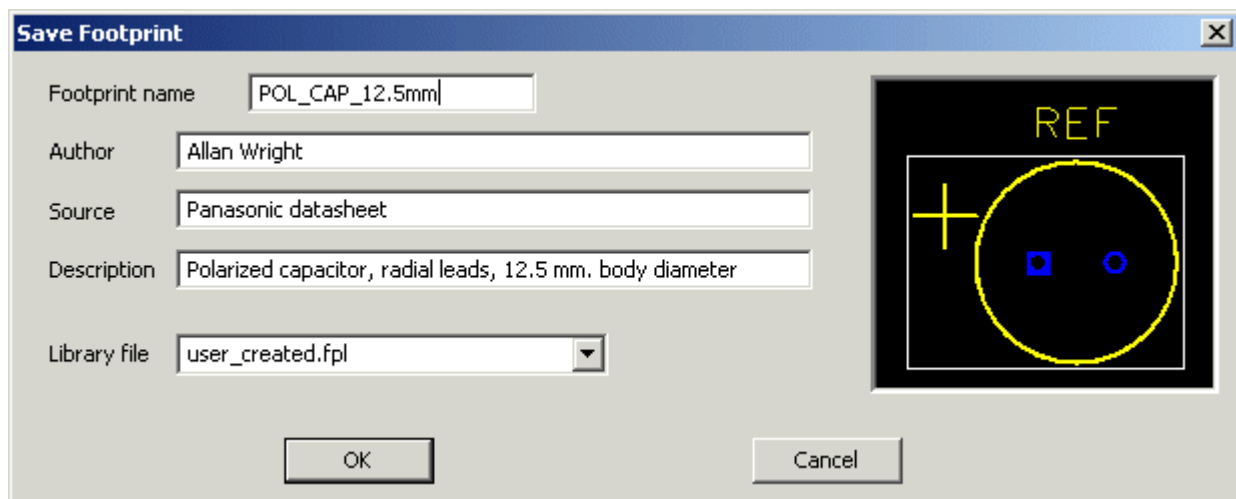 Save Footprint
Footprint name POL_CAP_12.5mm
Author Allan Wright
Source Panasonic datasheet
Description Polarized capacitor, radial leads, 12.5 mm. body diameter
Library file user_created.fpl
REF
OK Cancel